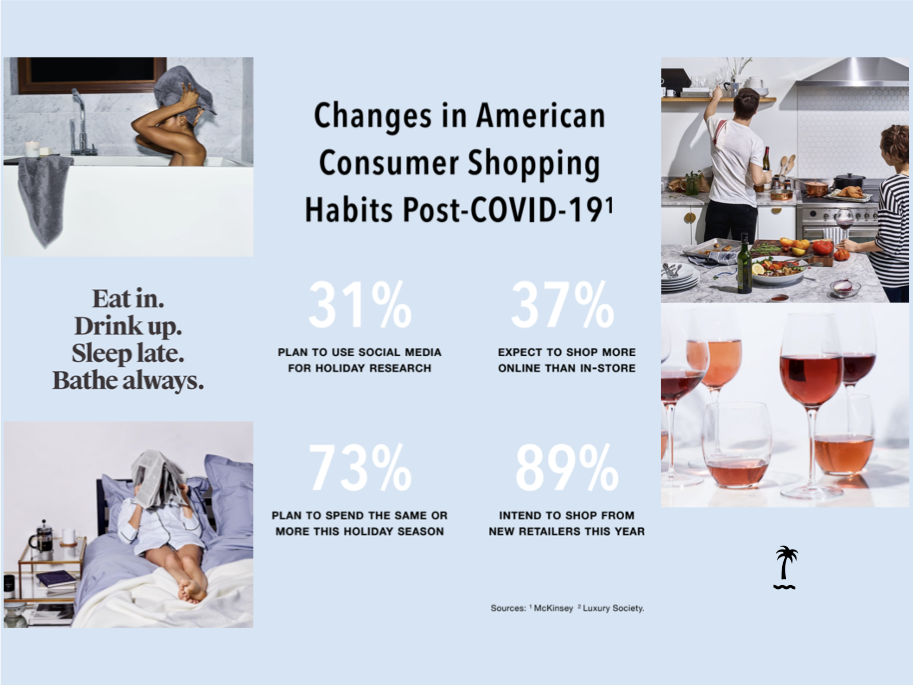 Changes in American
Consumer Shopping
Habits Post-COVID-19¹
Eat in.
Drink up.
Sleep late.
Bathe always.
31%
PLAN TO USE SOCIAL MEDIA
FOR HOLIDAY RESEARCH
37%
EXPECT TO SHOP MORE
ONLINE THAN IN-STORE
73%
PLAN TO SPEND THE SAME OR
MORE THIS HOLIDAY SEASON
89%
INTEND TO SHOP FROM
NEW RETAILERS THIS YEAR
Sources: ¹ McKinsey ² Luxury Society.